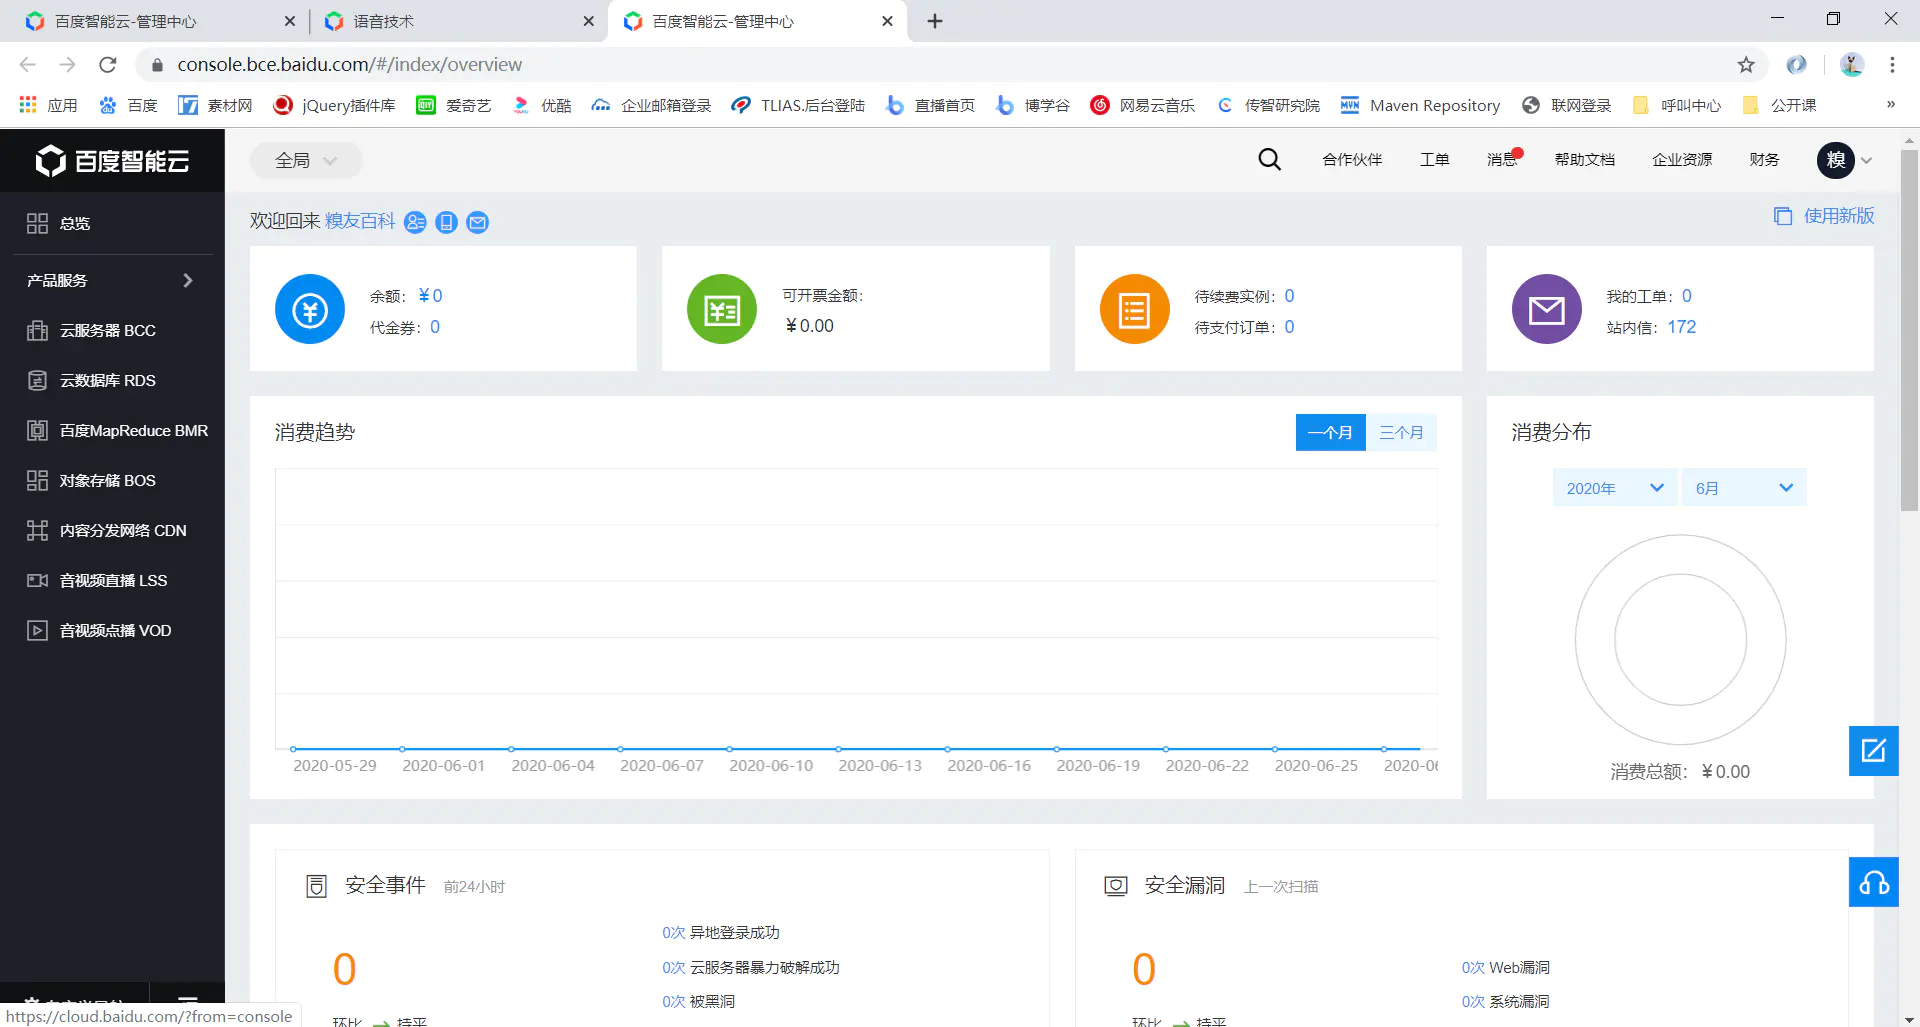 百度智能云-管理中心
语音技术
百度智能云-管理中心
console.bce.baidu.com/#/index/overview
应用
百度
素材网
jQuery插件库
爱奇艺
优酷
企业邮箱登录
TLIAS.后台登陆
直播首页
博学谷
网易云音乐
传智研究院
Maven Repository
联网登录
呼叫中心
公开课
»
百度智能云
全局
合作伙伴
工单
消息
帮助文档
企业资源
财务
糗
总览
产品服务
云服务器 BCC
云数据库 RDS
百度MapReduce BMR
对象存储 BOS
内容分发网络 CDN
音视频直播 LSS
音视频点播 VOD
欢迎回来 糗友百科
使用新版
余额：¥0
代金券：0
可开票金额：
¥0.00
待续费实例：0
待支付订单：0
我的工单：0
站内信：172
消费趋势
一个月
三个月
2020-05-29 2020-06-01 2020-06-04 2020-06-07 2020-06-10 2020-06-13 2020-06-16 2020-06-19 2020-06-22 2020-06-25 2020-06
消费分布
2020年
6月
消费总额：¥0.00
安全事件 前24小时
0
0次 异地登录成功
0次 云服务器暴力破解成功
0次 被黑洞
环比 → 持平
安全漏洞 上一次扫描
0
0次 Web漏洞
0次 系统漏洞
环比 → 持平
https://cloud.baidu.com/?from=console